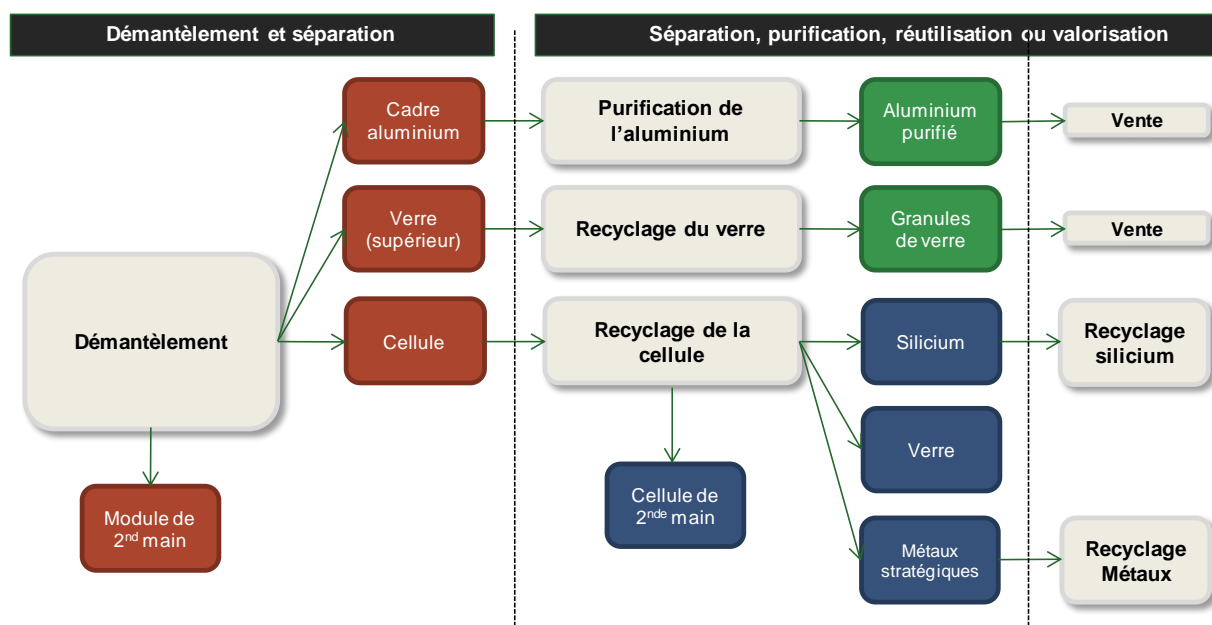 Démantèlement et séparation
Séparation, purification, réutilisation ou valorisation
Cadre
aluminium
Purification de
l’aluminium
Aluminium
purifié
Vente
Verre
(supérieur)
Recyclage du verre
Granules
de verre
Vente
Démantèlement
Cellule
Recyclage de la
cellule
Silicium
Recyclage
silicium
Verre
Module de
2nd main
Cellule de
2nde main
Métaux
stratégiques
Recyclage
Métaux